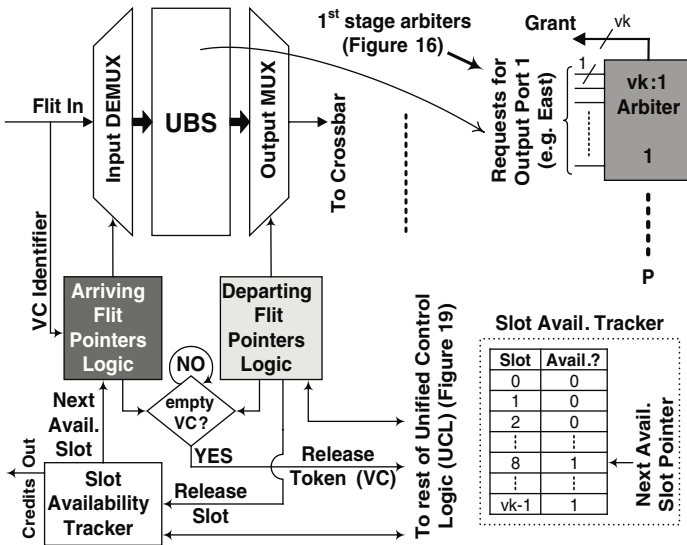 1st stage arbiters
(Figure 16)
Grant
vk
Flit In
Input DEMUX
UBS
Output MUX
To Crossbar
Requests for
Output Port 1
(e.g. East)
1
vk:1
Arbiter
1
P
VC Identifier
Arriving
Flit
Pointers
Logic
Departing
Flit
Pointers
Logic
NO
empty
VC?
YES
Next
Avail.
Slot
Release
Token (VC)
Credits Out
Slot
Availability
Tracker
Release
Slot
To rest of Unified Control
Logic (UCL) (Figure 19)
Slot Avail. Tracker
Slot Avail.?
0 0
1 0
2 0
8 1
vk-1 1
Next Avail.
Slot Pointer